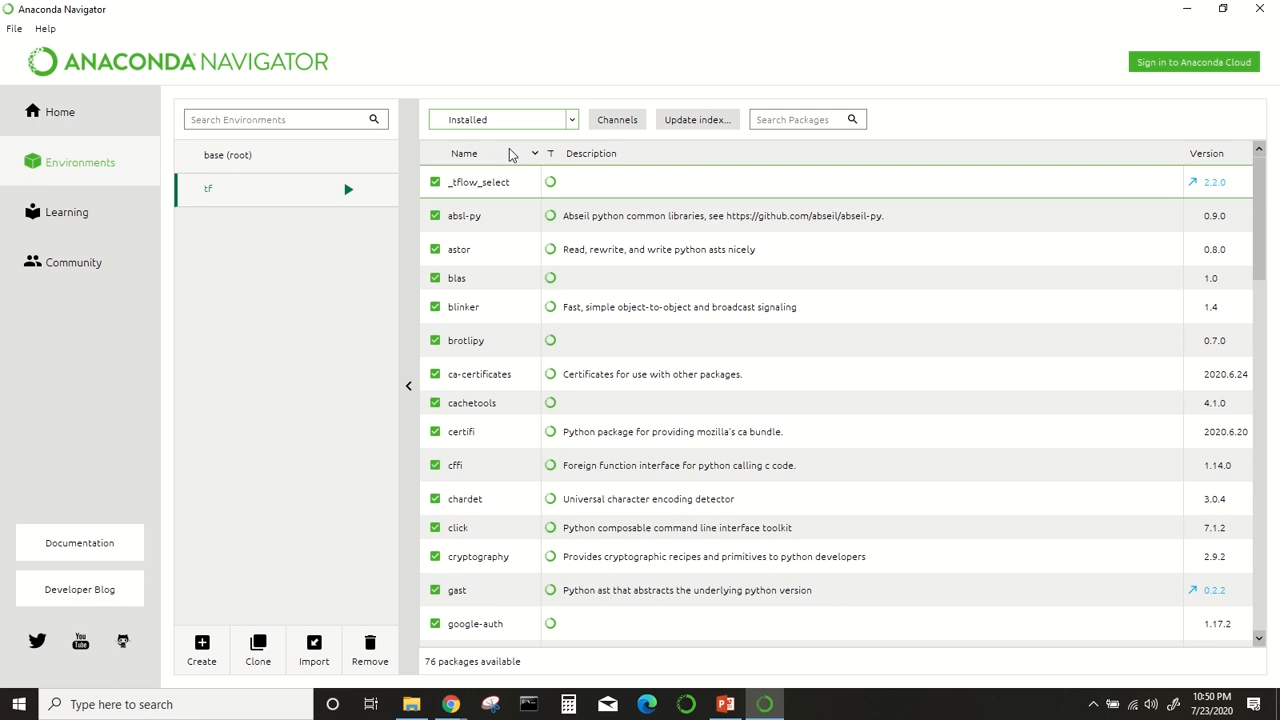 Anaconda Navigator
File Help
ANACONDA NAVIGATOR
Sign in to Anaconda Cloud
Home
Environments
Learning
Community
Documentation
Developer Blog
You
Tube
Search Environments
base (root)
tf
Create Clone Import Remove
Installed Channels Update index... Search Packages
Name T Description Version
_tflow_select 2.2.0
absl-py Abseil python common libraries, see https://github.com/abseil/abseil-py. 0.9.0
astor Read, rewrite, and write python asts nicely 0.8.0
blas 1.0
blinker Fast, simple object-to-object and broadcast signaling 1.4
brotlipy 0.7.0
ca-certificates Certificates for use with other packages. 2020.6.24
cachetools 4.1.0
certifi Python package for providing mozilla's ca bundle. 2020.6.20
cffi Foreign function interface for python calling c code. 1.14.0
chardet Universal character encoding detector 3.0.4
click Python composable command line interface toolkit 7.1.2
cryptography Provides cryptographic recipes and primitives to python developers 2.9.2
gast Python ast that abstracts the underlying python version 0.2.2
google-auth 1.17.2
76 packages available
Type here to search
10:50 PM
7/23/2020